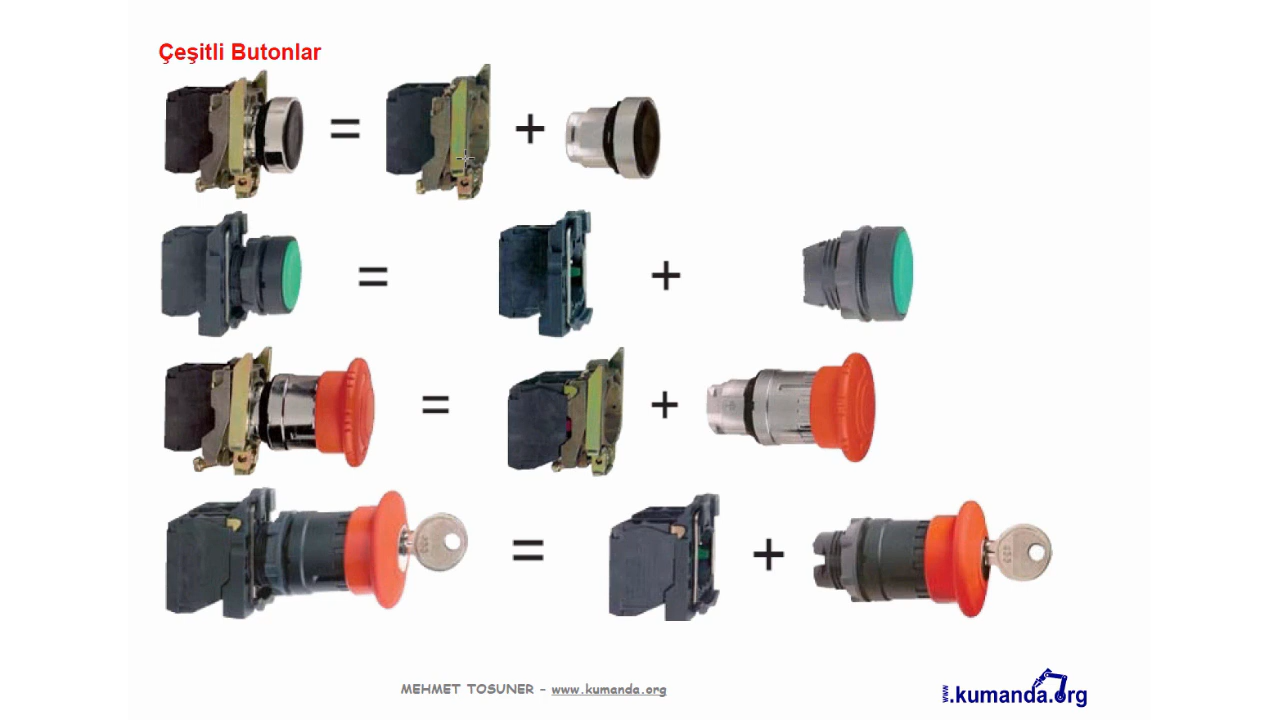 Çeşitli Butonlar
= +
= +
= +
= +
MEHMET TOSUNER - www.kumanda.org
www.kumanda.org